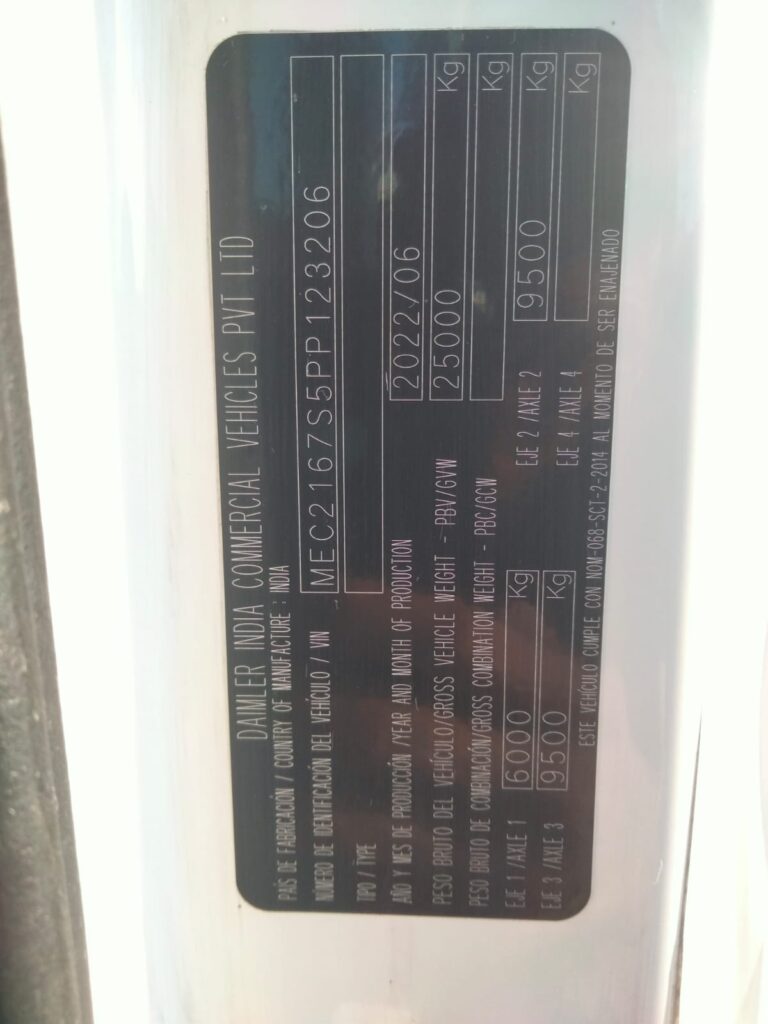 DAIMLER INDIA COMMERCIAL VEHICLES PVT LTD
PAÍS DE FABRICACIÓN / COUNTRY OF MANUFACTURE : INDIA
NÚMERO DE IDENTIFICACIÓN DEL VEHÍCULO / VIN MEC2167S5PP123206
TIPO / TYPE
AÑO Y MES DE PRODUCCIÓN /YEAR AND MONTH OF PRODUCTION 2022/06
PESO BRUTO DEL VEHÍCULO/GROSS VEHICLE WEIGHT - PBV/GVW 25000 Kg
PESO BRUTO DE COMBINACIÓN/GROSS COMBINATION WEIGHT - PBC/GCW Kg
EJE 1 /AXLE 1 6000 Kg EJE 2 /AXLE 2 9500 Kg
EJE 3 /AXLE 3 9500 Kg EJE 4 /AXLE 4 Kg
ESTE VEHÍCULO CUMPLE CON NOM-068-SCT-2-2014 AL MOMENTO DE SER ENAJENADO